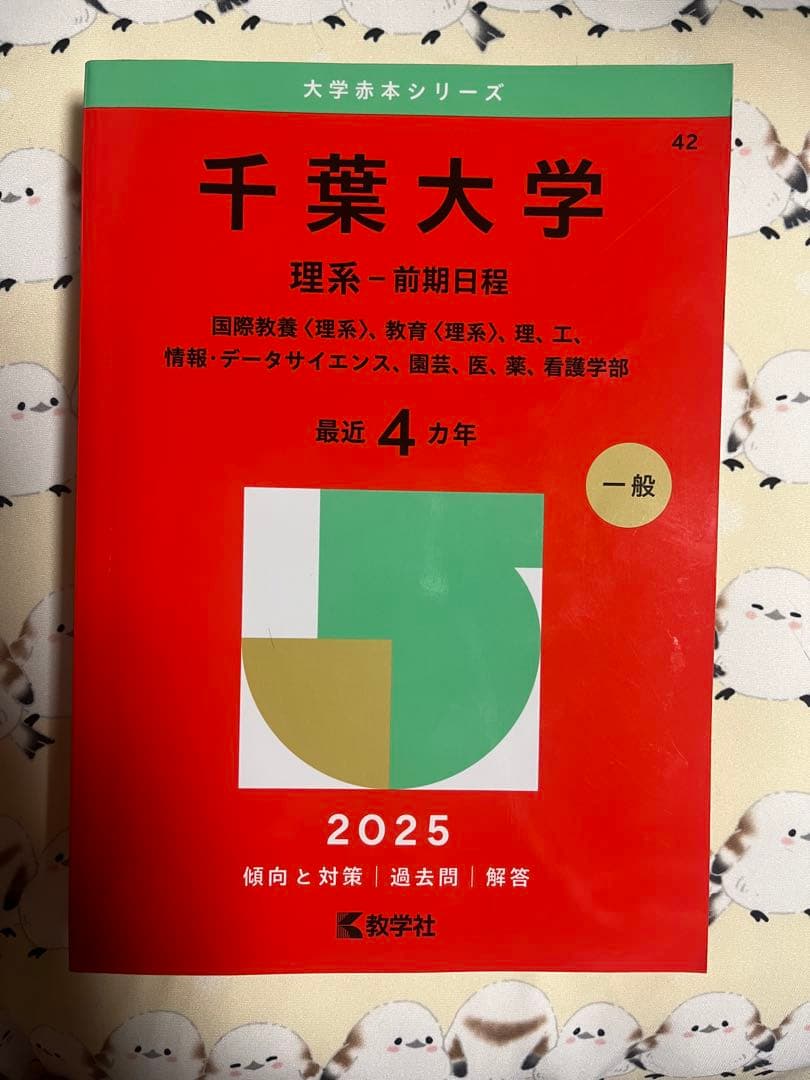 大学赤本シリーズ
42
千葉大学
理系-前期日程
国際教養〈理系〉、教育〈理系〉、理、工、
情報・データサイエンス、園芸、医、薬、看護学部
最近4カ年
一般
2025
傾向と対策|過去問|解答
教学社